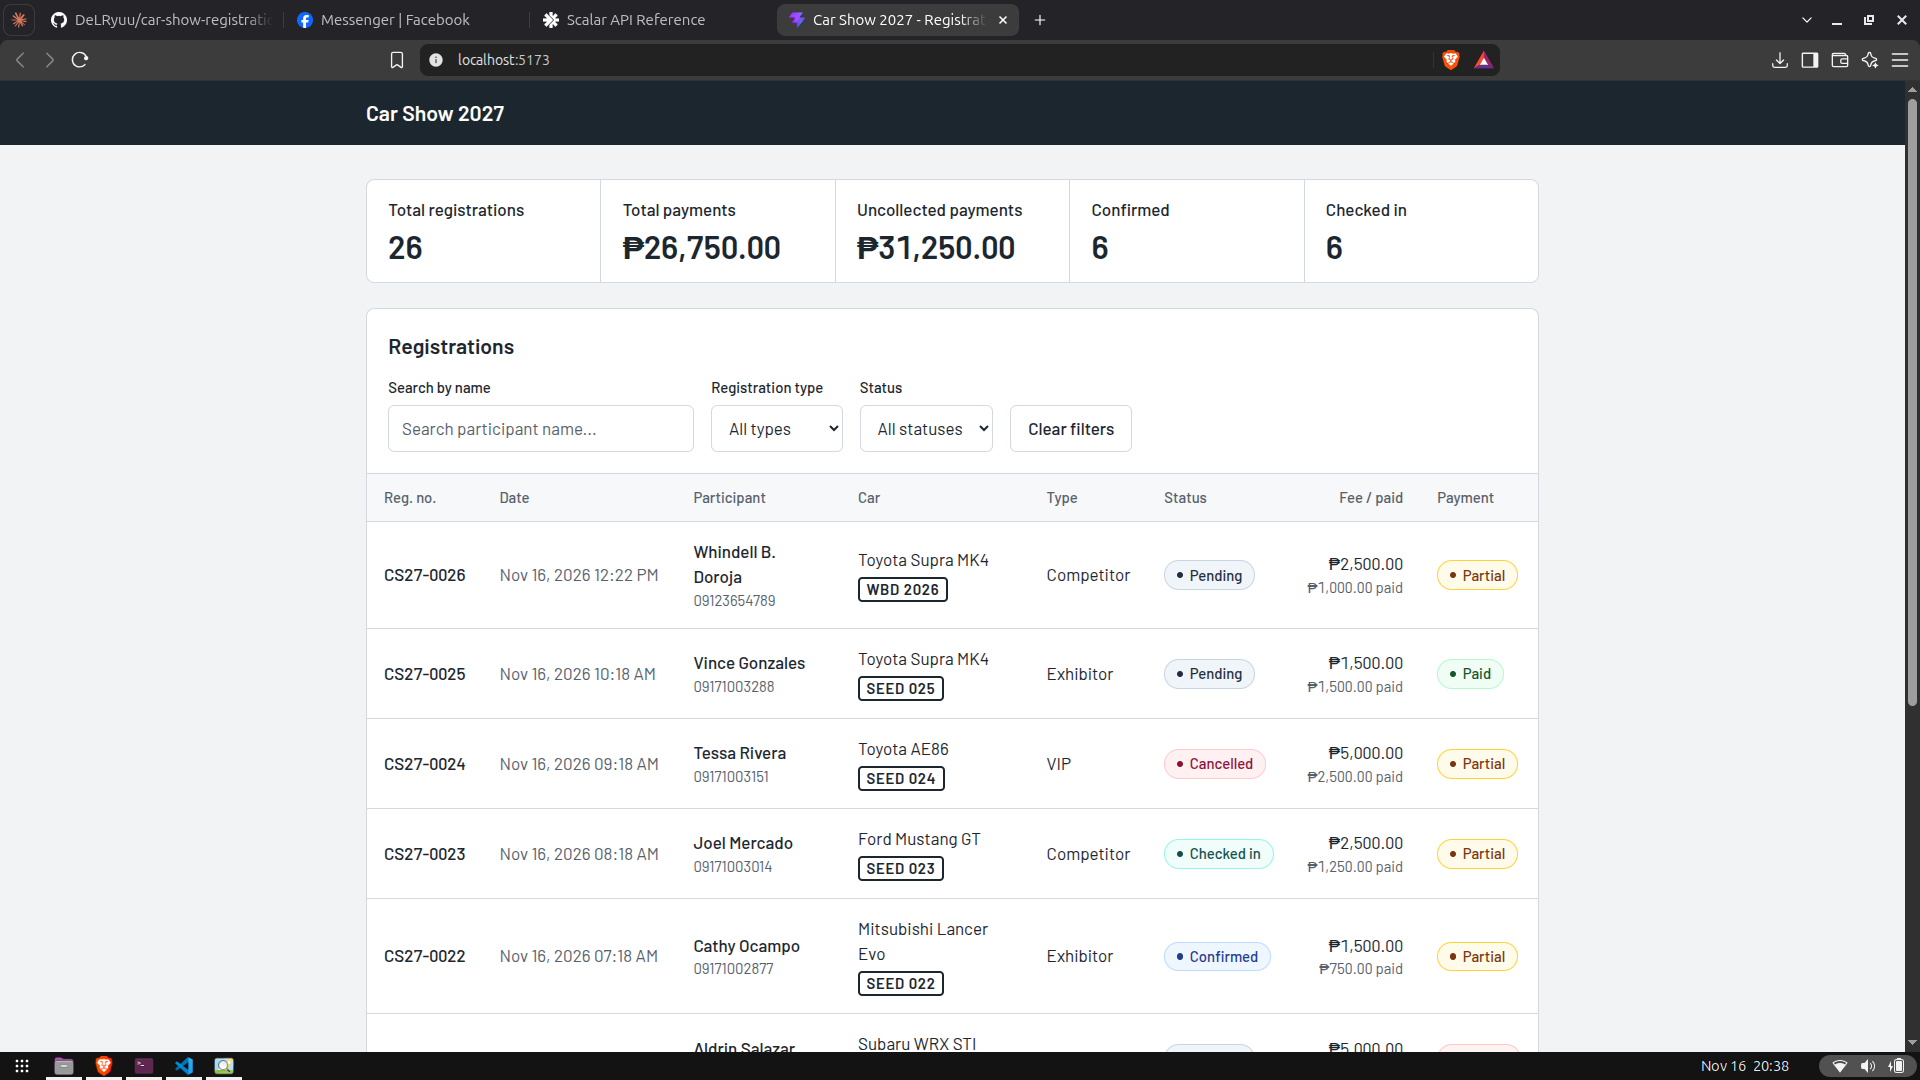 DeLRyuu/car-show-registratio
Messenger | Facebook
Scalar API Reference
Car Show 2027 - Registrat
localhost:5173
Car Show 2027
Total registrations
26
Total payments
₱26,750.00
Uncollected payments
₱31,250.00
Confirmed
6
Checked in
6
Registrations
Search by name
Registration type
Status
Search participant name...
All types
All statuses
Clear filters
Reg. no. Date Participant Car Type Status Fee / paid Payment
CS27-0026 Nov 16, 2026 12:22 PM
Whindell B.
Doroja
09123654789
Toyota Supra MK4
WBD 2026
Competitor
Pending
₱2,500.00
₱1,000.00 paid
Partial
CS27-0025 Nov 16, 2026 10:18 AM
Vince Gonzales
09171003288
Toyota Supra MK4
SEED 025
Exhibitor
Pending
₱1,500.00
₱1,500.00 paid
Paid
CS27-0024 Nov 16, 2026 09:18 AM
Tessa Rivera
09171003151
Toyota AE86
SEED 024
VIP
Cancelled
₱5,000.00
₱2,500.00 paid
Partial
CS27-0023 Nov 16, 2026 08:18 AM
Joel Mercado
09171003014
Ford Mustang GT
SEED 023
Competitor
Checked in
₱2,500.00
₱1,250.00 paid
Partial
CS27-0022 Nov 16, 2026 07:18 AM
Cathy Ocampo
09171002877
Mitsubishi Lancer
Evo
SEED 022
Exhibitor
Confirmed
₱1,500.00
₱750.00 paid
Partial
Aldrin Salazar
Subaru WRX STI
₱5,000.00
Nov 16 20:38